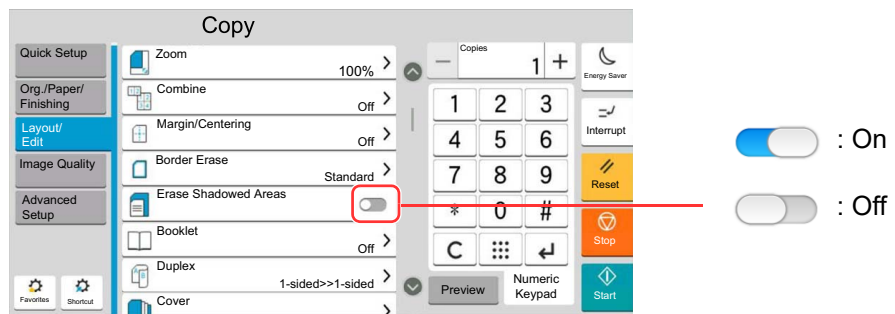 Copy
Quick Setup
Org./Paper/
Finishing
Layout/
Edit
Image Quality
Advanced
Setup
Favorites
Shortcut
Zoom
100%
Combine
Off
Margin/Centering
Off
Border Erase
Standard
Erase Shadowed Areas
Booklet
Off
Duplex
1-sided>>1-sided
Cover
Copies
− 1 +
1 2 3
4 5 6
7 8 9
* 0 #
C
Preview
Numeric
Keypad
Energy Saver
Interrupt
Reset
Stop
Start
: On
: Off